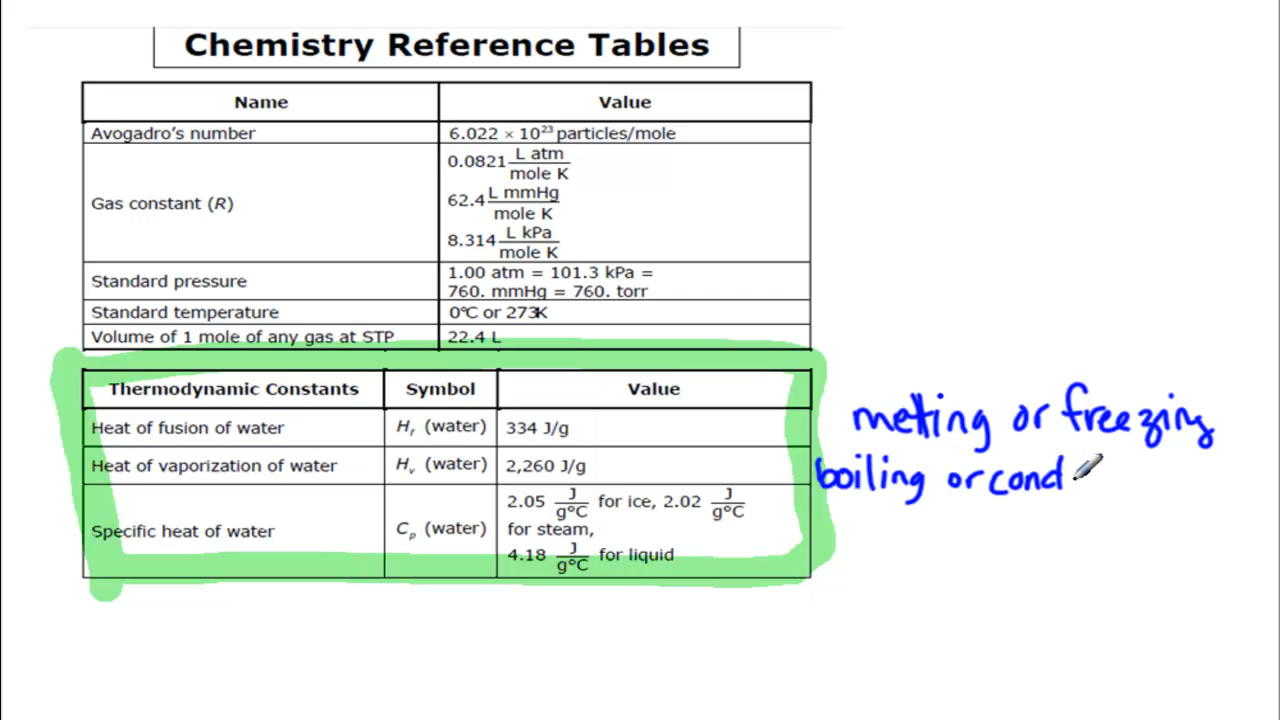 Chemistry Reference Tables
Name Value
Avogadro's number 6.022 × 10²³ particles/mole
Gas constant (R) 0.0821 L atm / mole K
62.4 L mmHg / mole K
8.314 L kPa / mole K
Standard pressure 1.00 atm = 101.3 kPa =
760. mmHg = 760. torr
Standard temperature 0°C or 273K
Volume of 1 mole of any gas at STP 22.4 L
Thermodynamic Constants Symbol Value
Heat of fusion of water H_f (water) 334 J/g
melting or freezing
Heat of vaporization of water H_v (water) 2,260 J/g
boiling or cond
Specific heat of water C_p (water) 2.05 J / g°C for ice, 2.02 J / g°C
for steam,
4.18 J / g°C for liquid